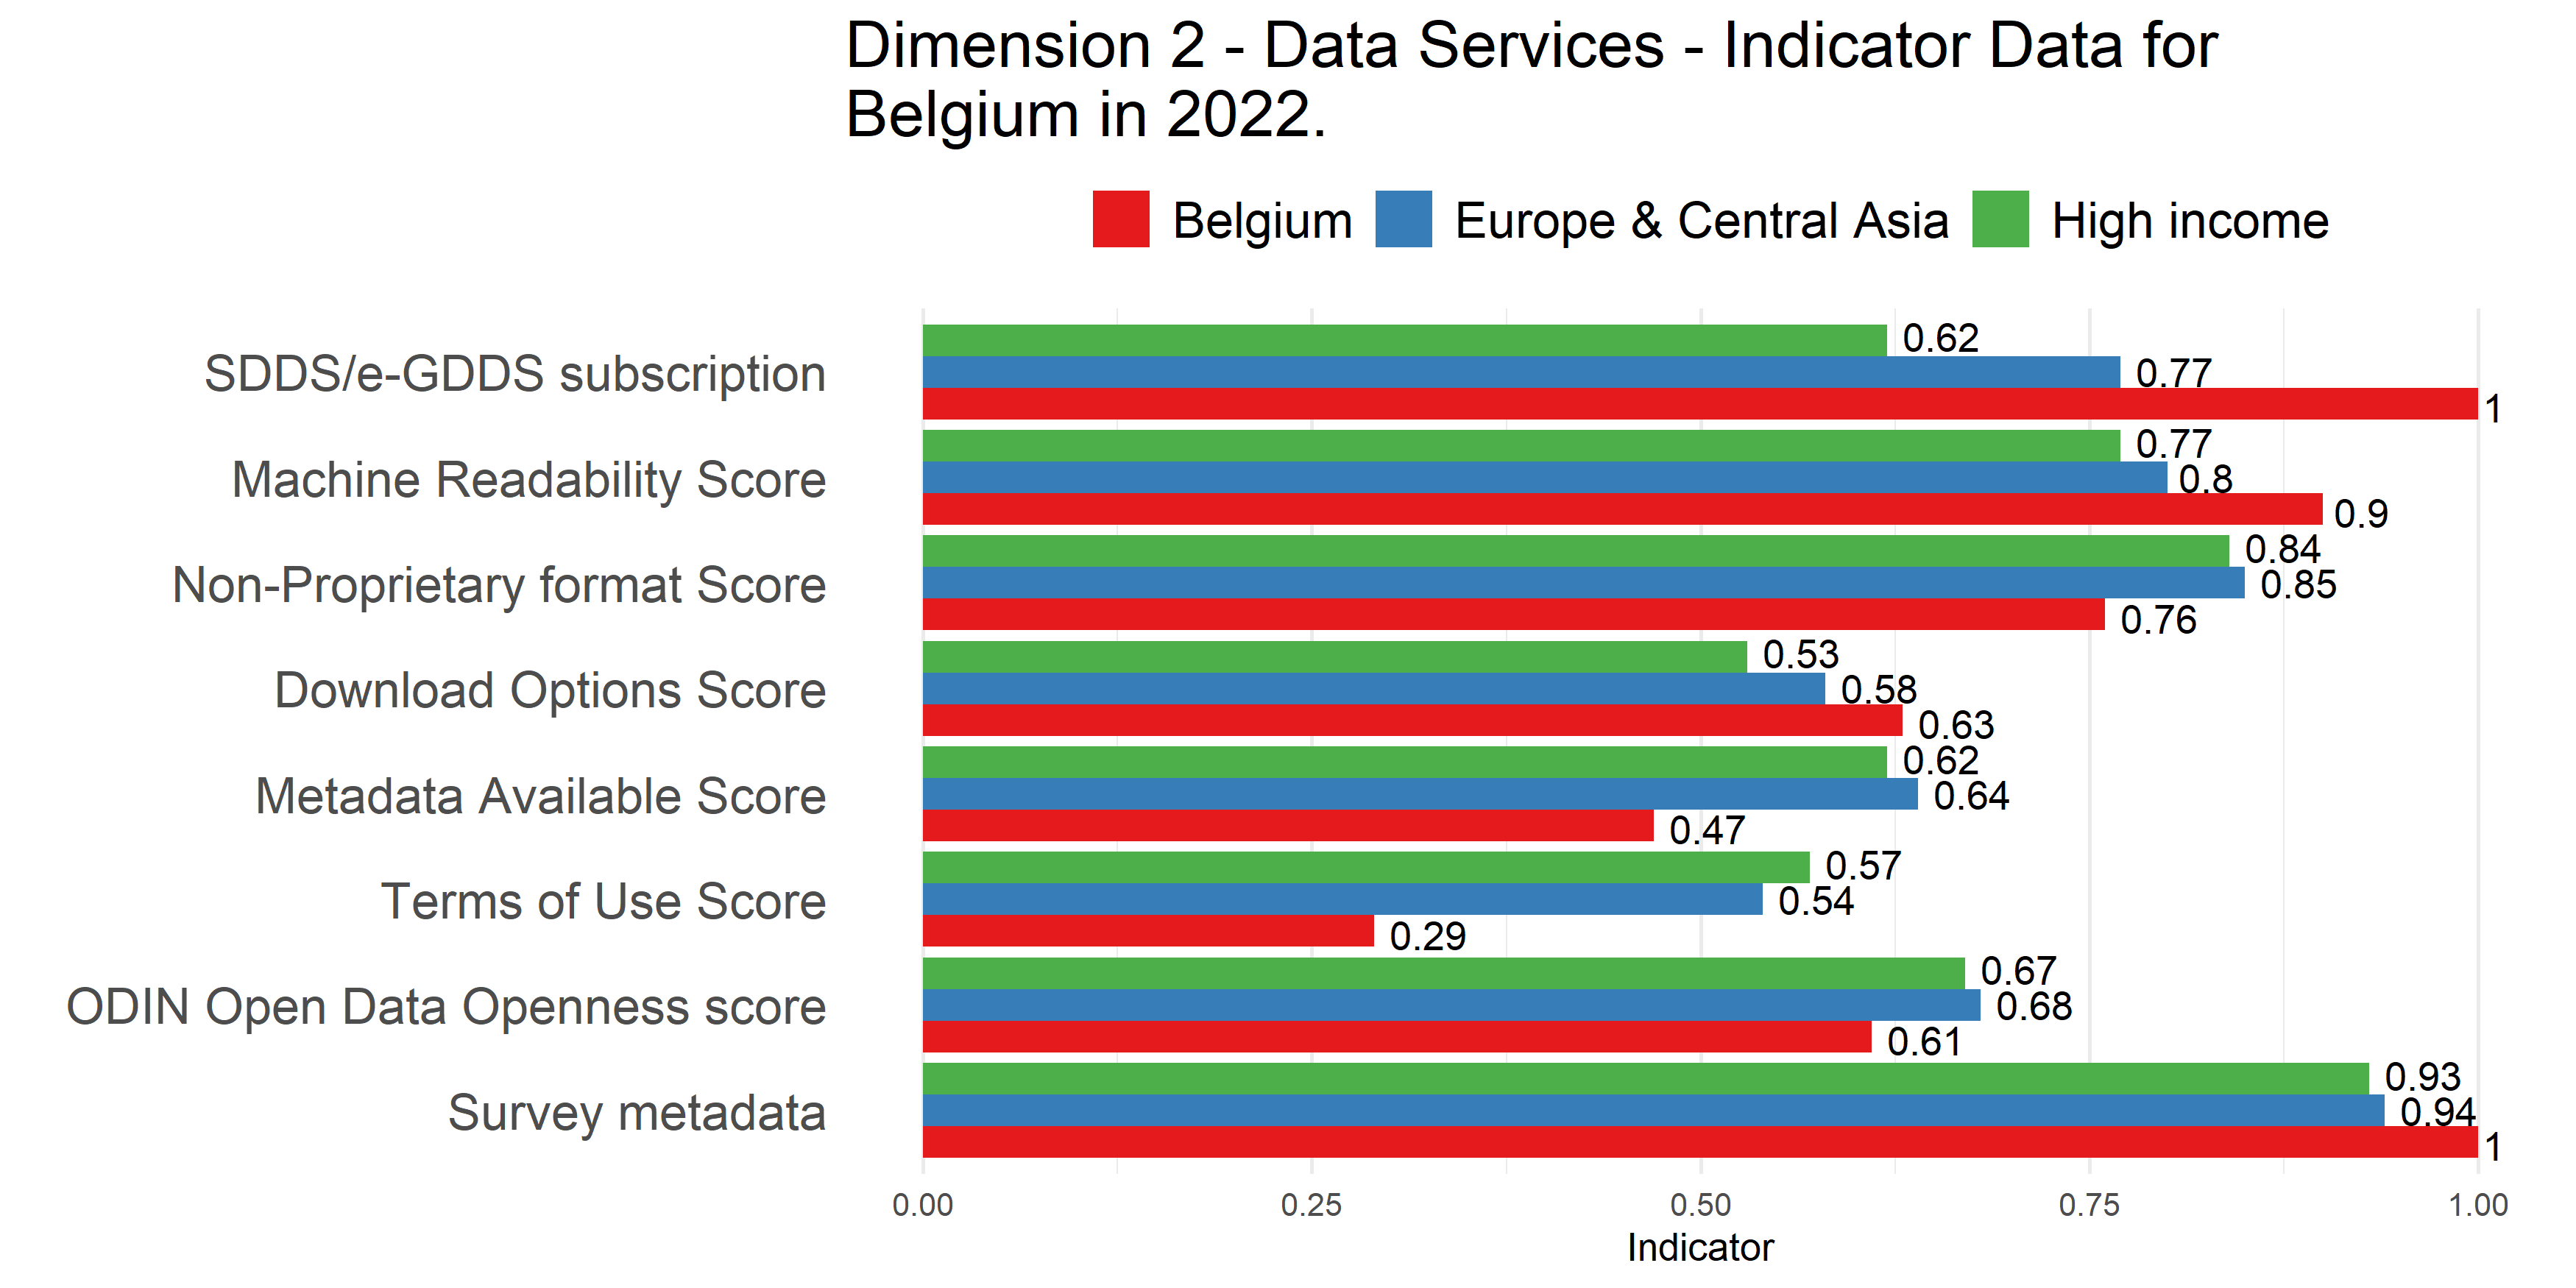 Dimension 2 - Data Services - Indicator Data for
Belgium in 2022.
Belgium Europe & Central Asia High income
SDDS/e-GDDS subscription
0.62
0.77
1
Machine Readability Score
0.77
0.8
0.9
Non-Proprietary format Score
0.84
0.85
0.76
Download Options Score
0.53
0.58
0.63
Metadata Available Score
0.62
0.64
0.47
Terms of Use Score
0.57
0.54
0.29
ODIN Open Data Openness score
0.67
0.68
0.61
Survey metadata
0.93
0.94
1
0.00 0.25 0.50 0.75 1.00
Indicator